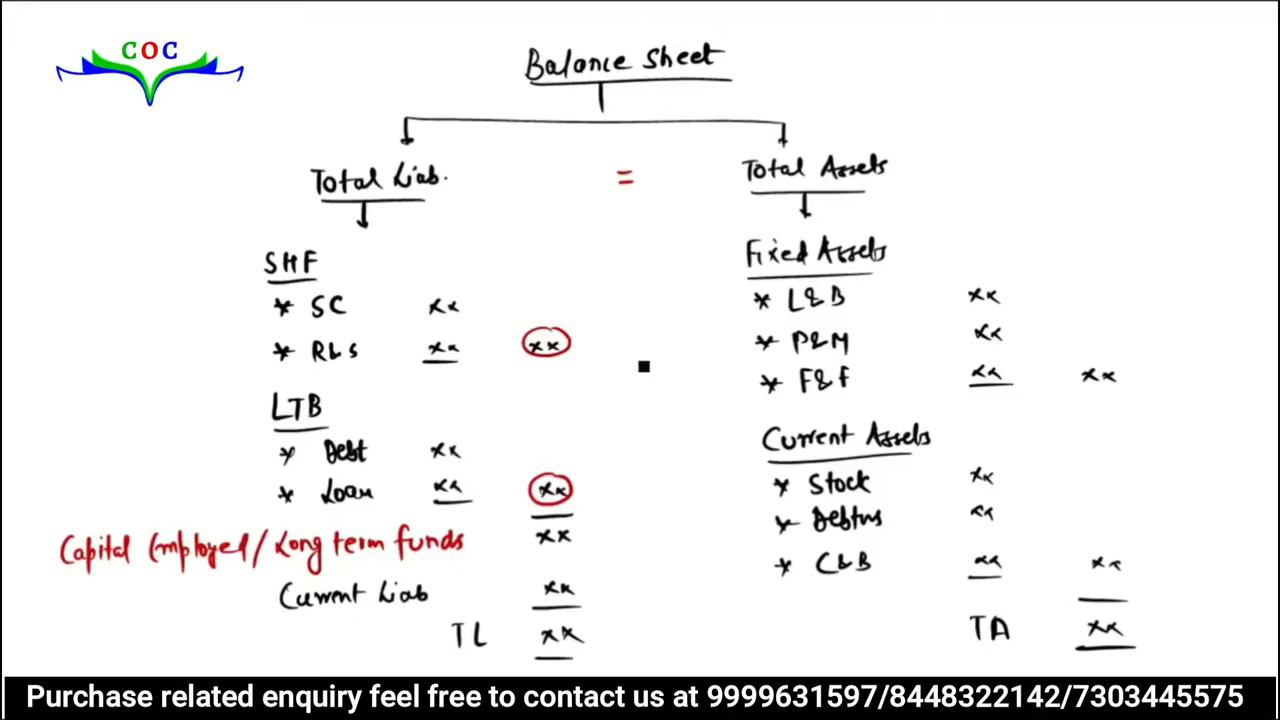 COC
Balance Sheet
Total Liab. = Total Assets
SHF
* SC xx
* R&S xx xx
LTB
* Debt xx
* Loan xx xx
Capital Employed/Long term funds xx
Current Liab xx
TL xx
Fixed Assets
* L&B xx
* P&M xx
* F&F xx xx
Current Assets
* Stock xx
* Debtors xx
* C&B xx xx
TA xx
Purchase related enquiry feel free to contact us at 9999631597/8448322142/7303445575